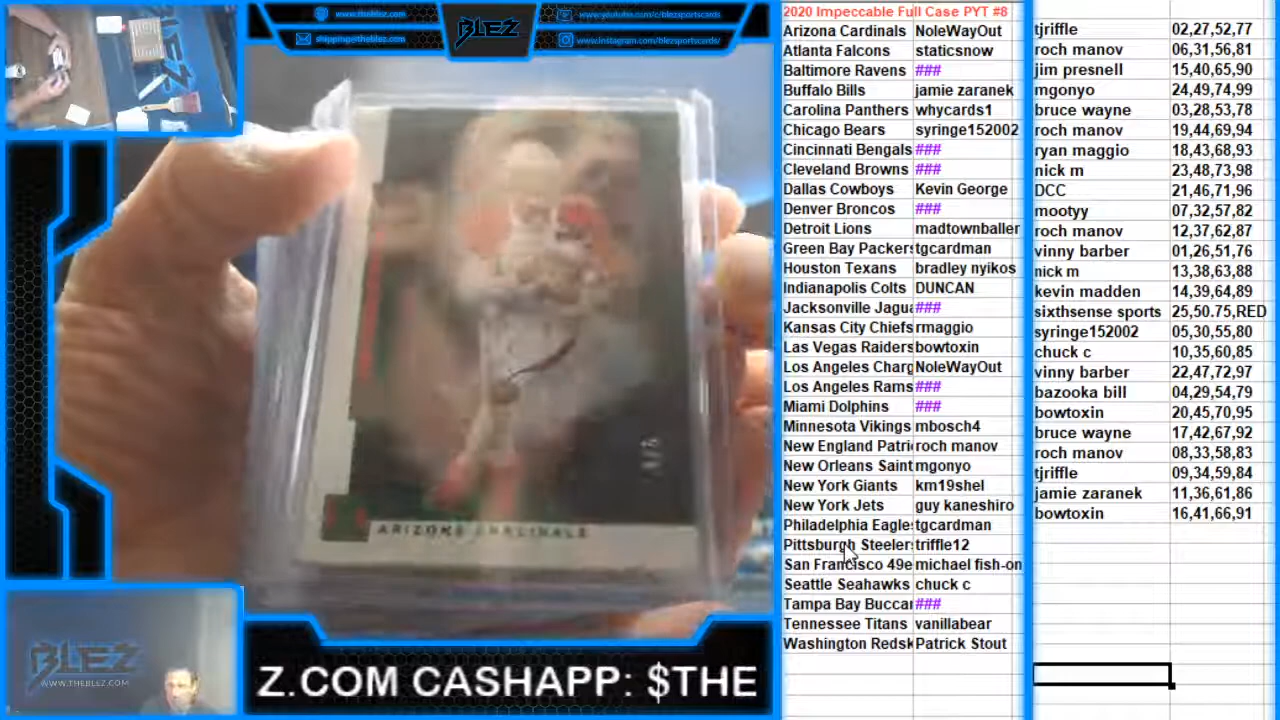 www.theblez.com
shipping@theblez.com
BLEZ
www.youtube.com/c/blezsportscards/
www.instagram.com/blezsportscards/
2020 Impeccable Full Case PYT #8
Arizona Cardinals NoleWayOut
Atlanta Falcons staticsnow
Baltimore Ravens ###
Buffalo Bills jamie zaranek
Carolina Panthers whycards1
Chicago Bears syringe152002
Cincinnati Bengals ###
Cleveland Browns ###
Dallas Cowboys Kevin George
Denver Broncos ###
Detroit Lions madtownballer
Green Bay Packers tgcardman
Houston Texans bradley nyikos
Indianapolis Colts DUNCAN
Jacksonville Jagua ###
Kansas City Chiefs rmaggio
Las Vegas Raiders bowtoxin
Los Angeles Charg NoleWayOut
Los Angeles Rams ###
Miami Dolphins ###
Minnesota Vikings mbosch4
New England Patri roch manov
New Orleans Saint mgonyo
New York Giants km19shel
New York Jets guy kaneshiro
Philadelphia Eagles tgcardman
Pittsburgh Steelers triffle12
San Francisco 49e michael fish-on
Seattle Seahawks chuck c
Tampa Bay Buccan ###
Tennessee Titans vanillabear
Washington Redsk Patrick Stout
tjriffle 02,27,52,77
roch manov 06,31,56,81
jim presnell 15,40,65,90
mgonyo 24,49,74,99
bruce wayne 03,28,53,78
roch manov 19,44,69,94
ryan maggio 18,43,68,93
nick m 23,48,73,98
DCC 21,46,71,96
mootyy 07,32,57,82
roch manov 12,37,62,87
vinny barber 01,26,51,76
nick m 13,38,63,88
kevin madden 14,39,64,89
sixthsense sports 25,50.75,RED
syringe152002 05,30,55,80
chuck c 10,35,60,85
vinny barber 22,47,72,97
bazooka bill 04,29,54,79
bowtoxin 20,45,70,95
bruce wayne 17,42,67,92
roch manov 08,33,58,83
tjriffle 09,34,59,84
jamie zaranek 11,36,61,86
bowtoxin 16,41,66,91
ARIZONA CARDINALS
BLEZ
WWW.THEBLEZ.COM
Z.COM CASHAPP: $THE